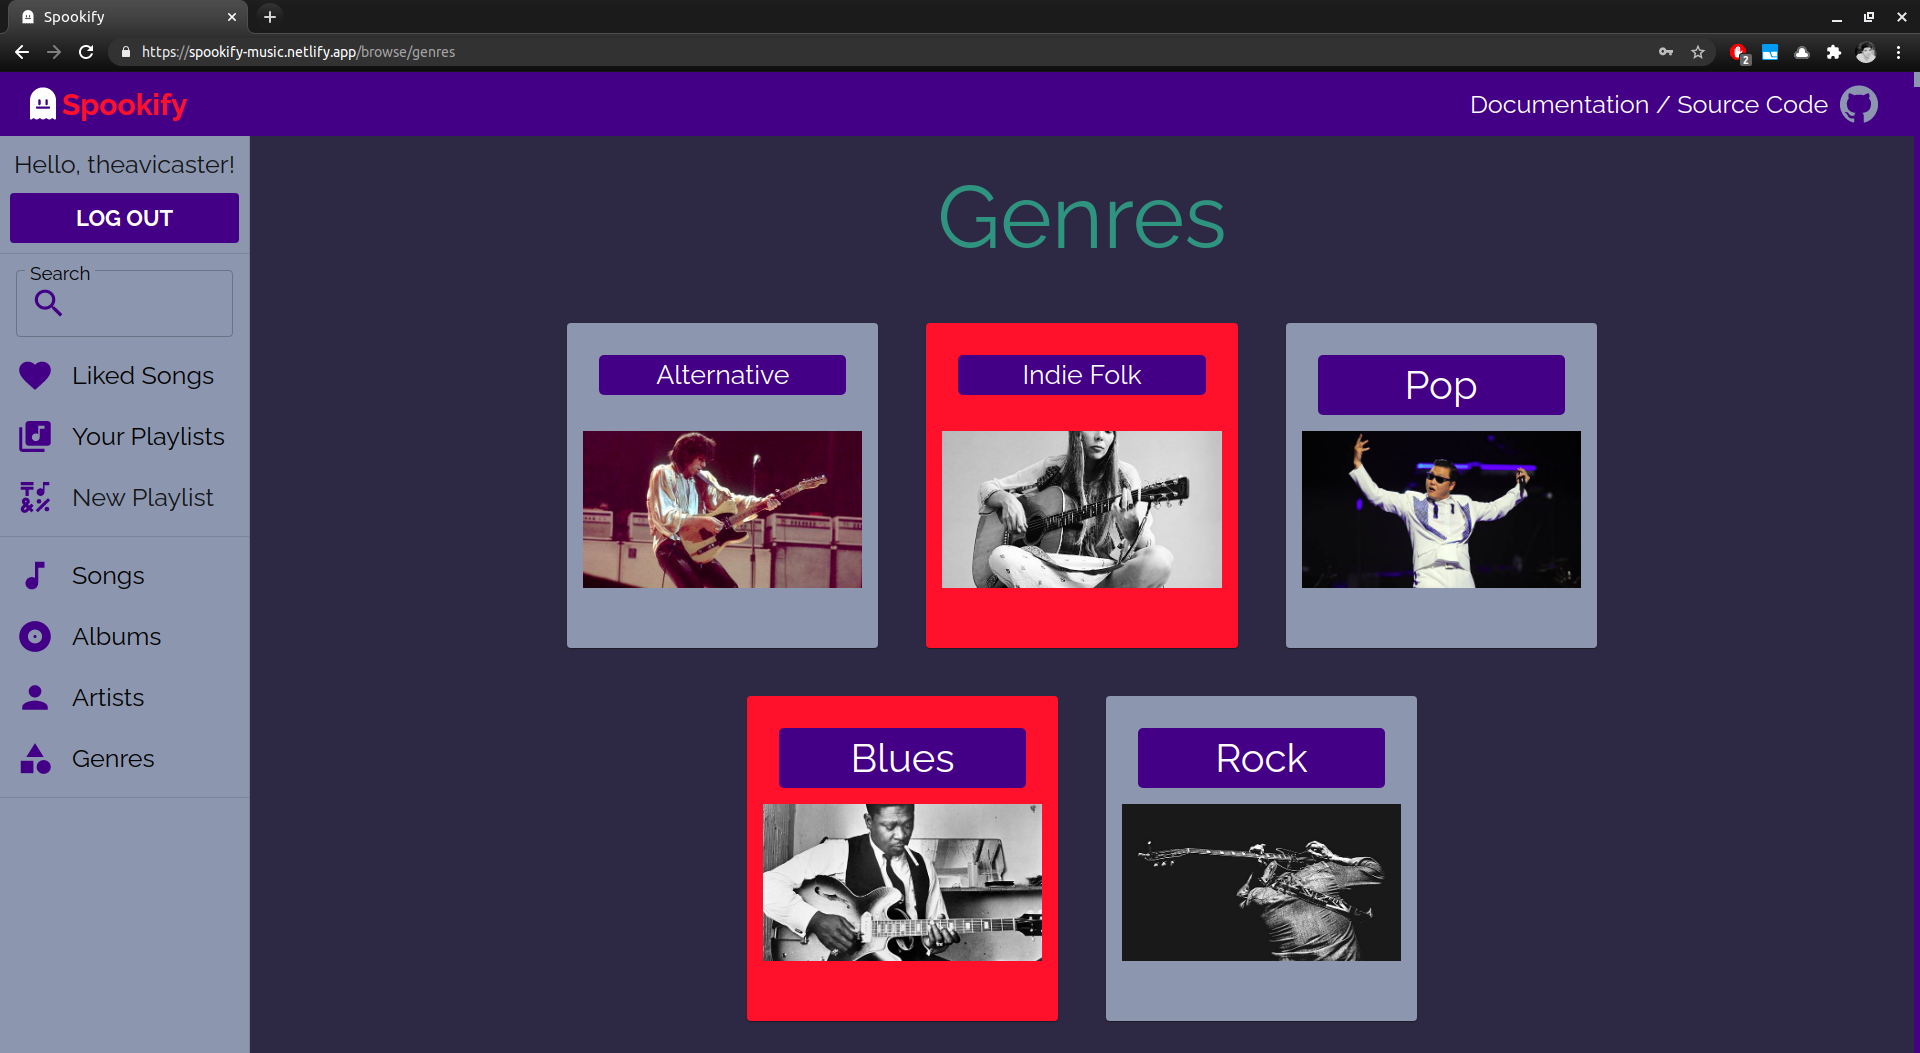 Spookify
https://spookify-music.netlify.app/browse/genres
2
Spookify
Documentation / Source Code
Hello, theavicaster!
LOG OUT
Search
Liked Songs
Your Playlists
New Playlist
Songs
Albums
Artists
Genres
Genres
Alternative
Indie Folk
Pop
Blues
Rock